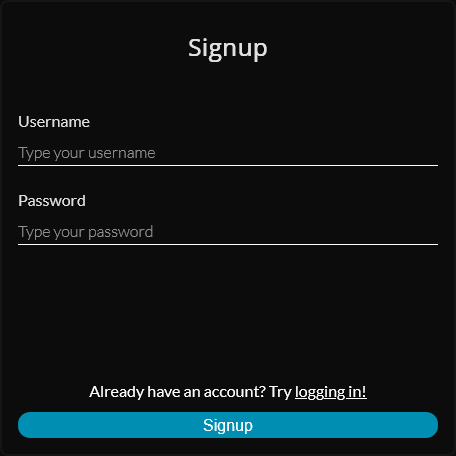 Signup
Username
Type your username
Password
Type your password
Already have an account? Try logging in!
Signup